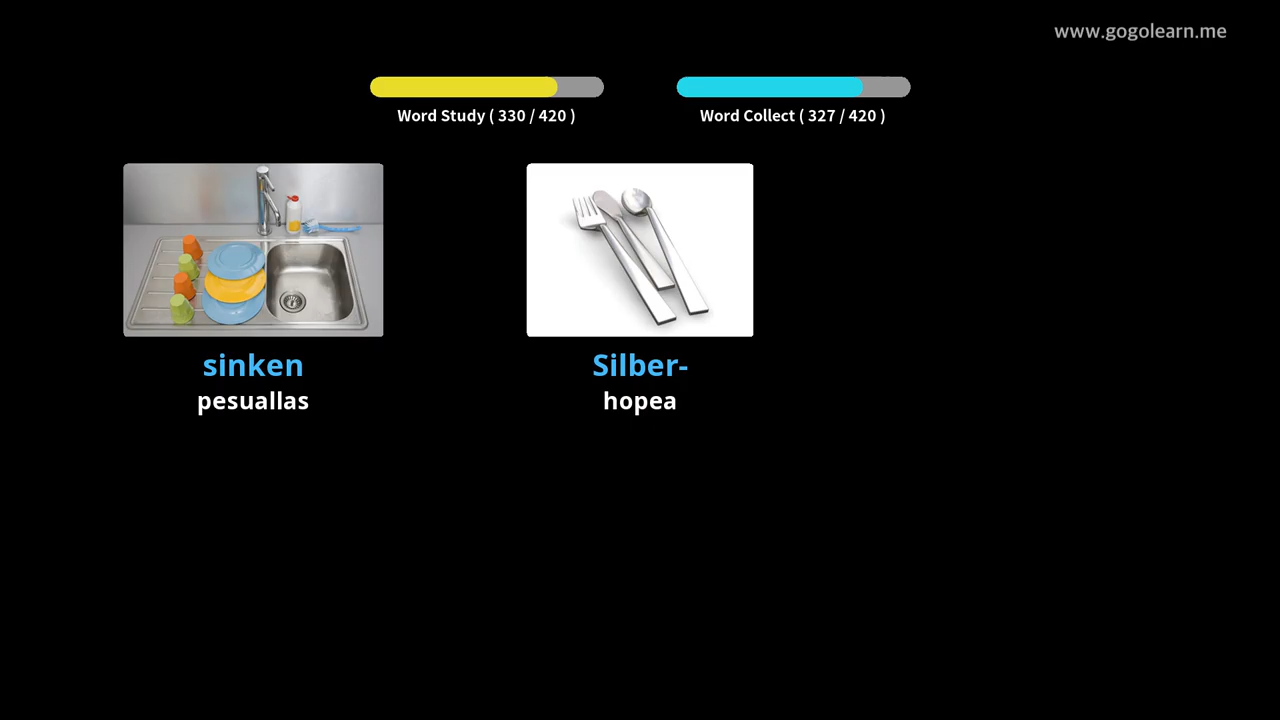 www.gogolearn.me
Word Study ( 330 / 420 )
Word Collect ( 327 / 420 )
sinken
pesuallas
Silber-
hopea